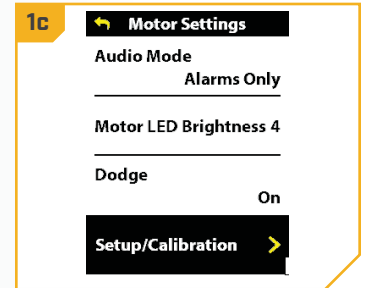 1c
Motor Settings
Audio Mode
Alarms Only
Motor LED Brightness 4
Dodge
On
Setup/Calibration >